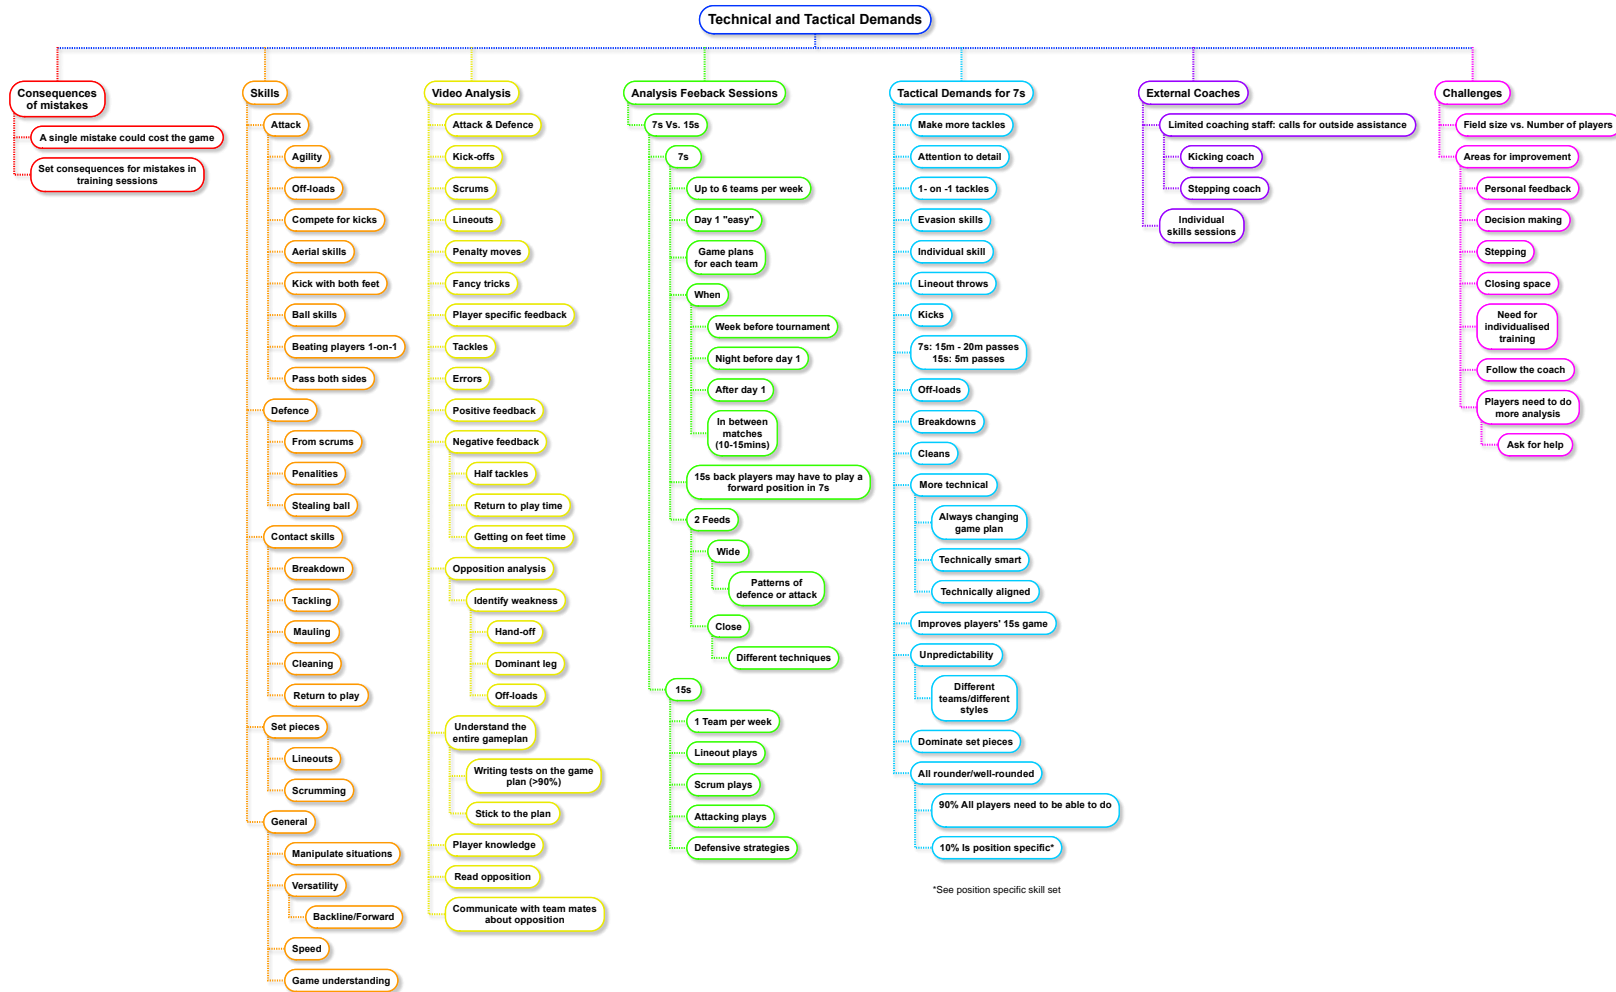 Technical and Tactical Demands
Consequences
of mistakes
A single mistake could cost the game
Set consequences for mistakes in
training sessions
Skills
Attack
Agility
Off-loads
Compete for kicks
Aerial skills
Kick with both feet
Ball skills
Beating players 1-on-1
Pass both sides
Defence
From scrums
Penalities
Stealing ball
Contact skills
Breakdown
Tackling
Mauling
Cleaning
Return to play
Set pieces
Lineouts
Scrumming
General
Manipulate situations
Versatility
Backline/Forward
Speed
Game understanding
Video Analysis
Attack & Defence
Kick-offs
Scrums
Lineouts
Penalty moves
Fancy tricks
Player specific feedback
Tackles
Errors
Positive feedback
Negative feedback
Half tackles
Return to play time
Getting on feet time
Opposition analysis
Identify weakness
Hand-off
Dominant leg
Off-loads
Understand the
entire gameplan
Writing tests on the game
plan (>90%)
Stick to the plan
Player knowledge
Read opposition
Communicate with team mates
about opposition
Analysis Feeback Sessions
7s Vs. 15s
7s
Up to 6 teams per week
Day 1 "easy"
Game plans
for each team
When
Week before tournament
Night before day 1
After day 1
In between
matches
(10-15mins)
15s back players may have to play a
forward position in 7s
2 Feeds
Wide
Patterns of
defence or attack
Close
Different techniques
15s
1 Team per week
Lineout plays
Scrum plays
Attacking plays
Defensive strategies
Tactical Demands for 7s
Make more tackles
Attention to detail
1- on -1 tackles
Evasion skills
Individual skill
Lineout throws
Kicks
7s: 15m - 20m passes
15s: 5m passes
Off-loads
Breakdowns
Cleans
More technical
Always changing
game plan
Technically smart
Technically aligned
Improves players' 15s game
Unpredictability
Different
teams/different
styles
Dominate set pieces
All rounder/well-rounded
90% All players need to be able to do
10% Is position specific*
*See position specific skill set
External Coaches
Limited coaching staff: calls for outside assistance
Kicking coach
Stepping coach
Individual
skills sessions
Challenges
Field size vs. Number of players
Areas for improvement
Personal feedback
Decision making
Stepping
Closing space
Need for
individualised
training
Follow the coach
Players need to do
more analysis
Ask for help